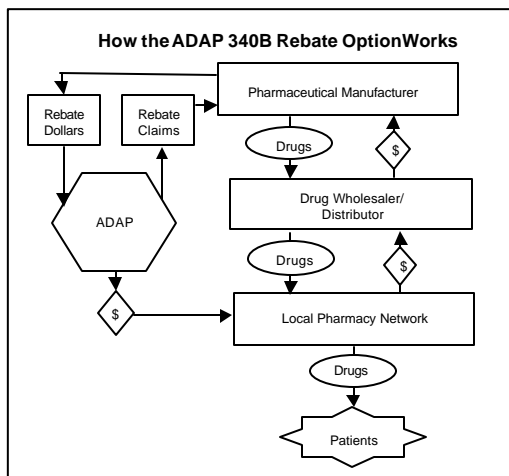 How the ADAP 340B Rebate OptionWorks
Pharmaceutical Manufacturer
Rebate
Dollars
Rebate
Claims
Drugs
$
Drug Wholesaler/
Distributor
ADAP
Drugs
$
$
Local Pharmacy Network
Drugs
Patients